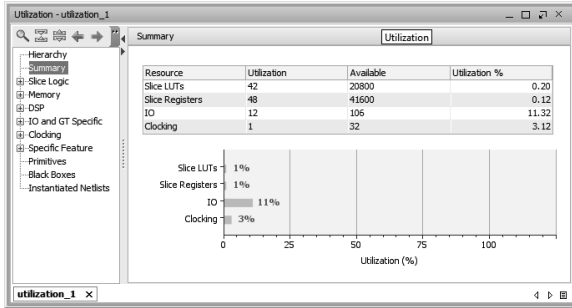 Utilization - utilization_1
Summary
Utilization
Hierarchy
Summary
Slice Logic
Memory
DSP
IO and GT Specific
Clocking
Specific Feature
Primitives
Black Boxes
Instantiated Netlists
Resource Utilization Available Utilization %
Slice LUTs 42 20800 0.20
Slice Registers 48 41600 0.12
IO 12 106 11.32
Clocking 1 32 3.12
Slice LUTs 1%
Slice Registers 1%
IO 11%
Clocking 3%
0 25 50 75 100
Utilization (%)
utilization_1